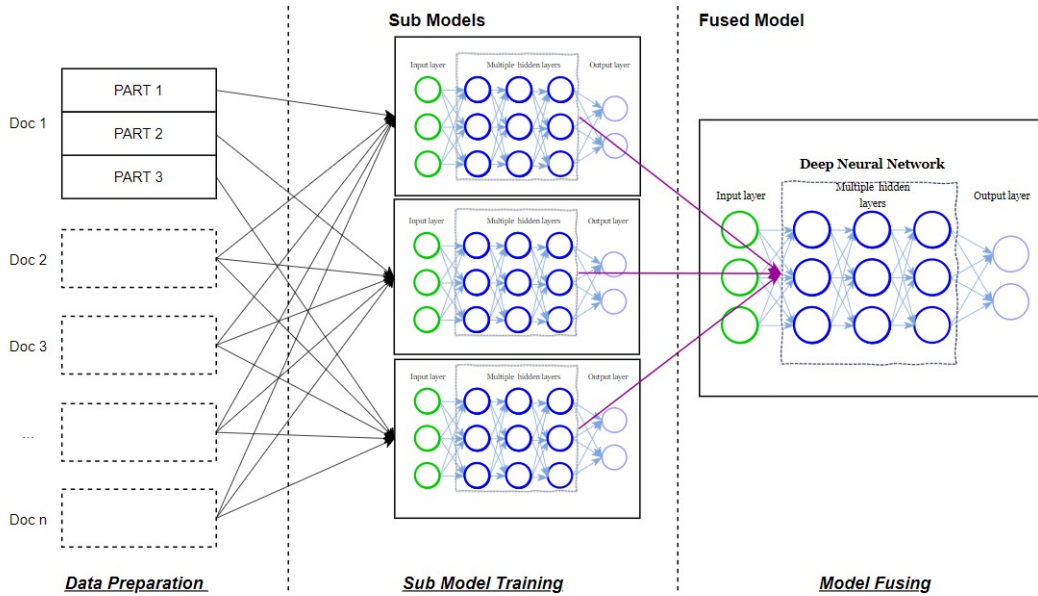 Sub Models
Fused Model
Doc 1
PART 1
PART 2
PART 3
Doc 2
Doc 3
...
Doc n
Input layer
Multiple hidden layers
Output layer
Input layer
Multiple hidden layers
Output layer
Input layer
Multiple hidden layers
Output layer
Deep Neural Network
Input layer
Multiple hidden
layers
Output layer
Data Preparation
Sub Model Training
Model Fusing